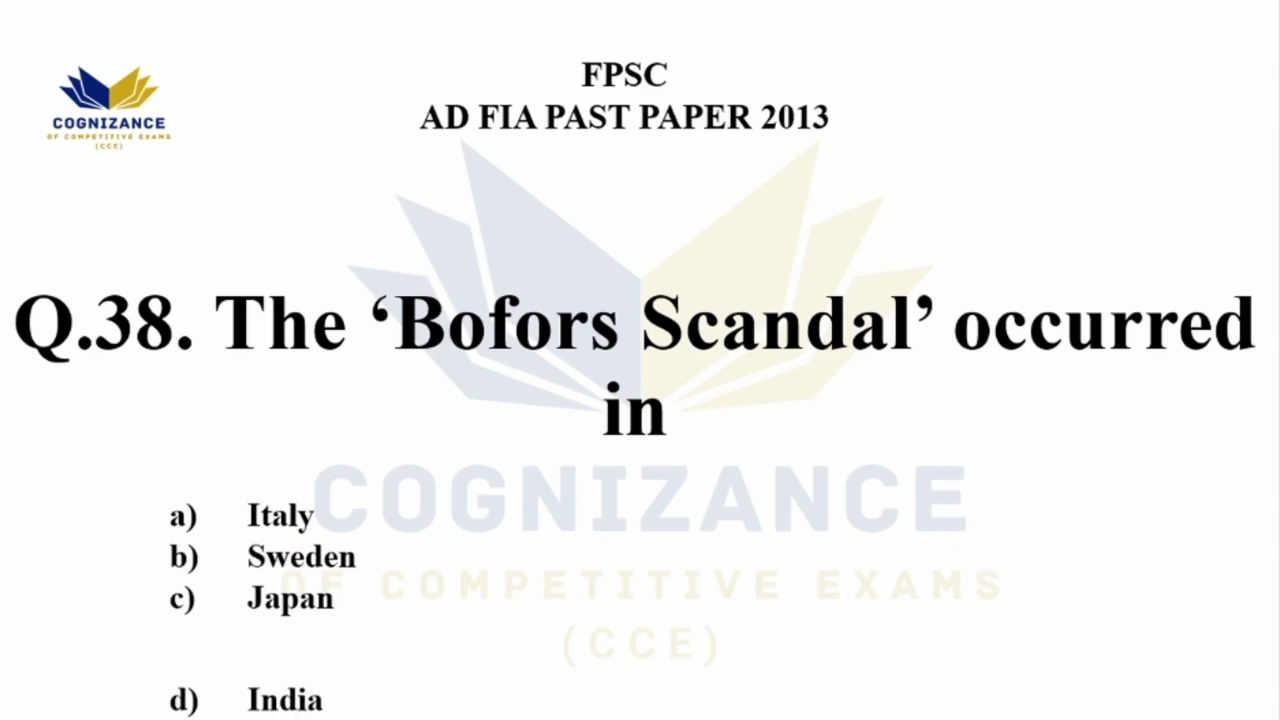 COGNIZANCE
OF COMPETITIVE EXAMS
(CCE)
FPSC
AD FIA PAST PAPER 2013
Q.38. The ‘Bofors Scandal’ occurred
in
COGNIZANCE
OF COMPETITIVE EXAMS
(CCE)
a) Italy
b) Sweden
c) Japan
d) India